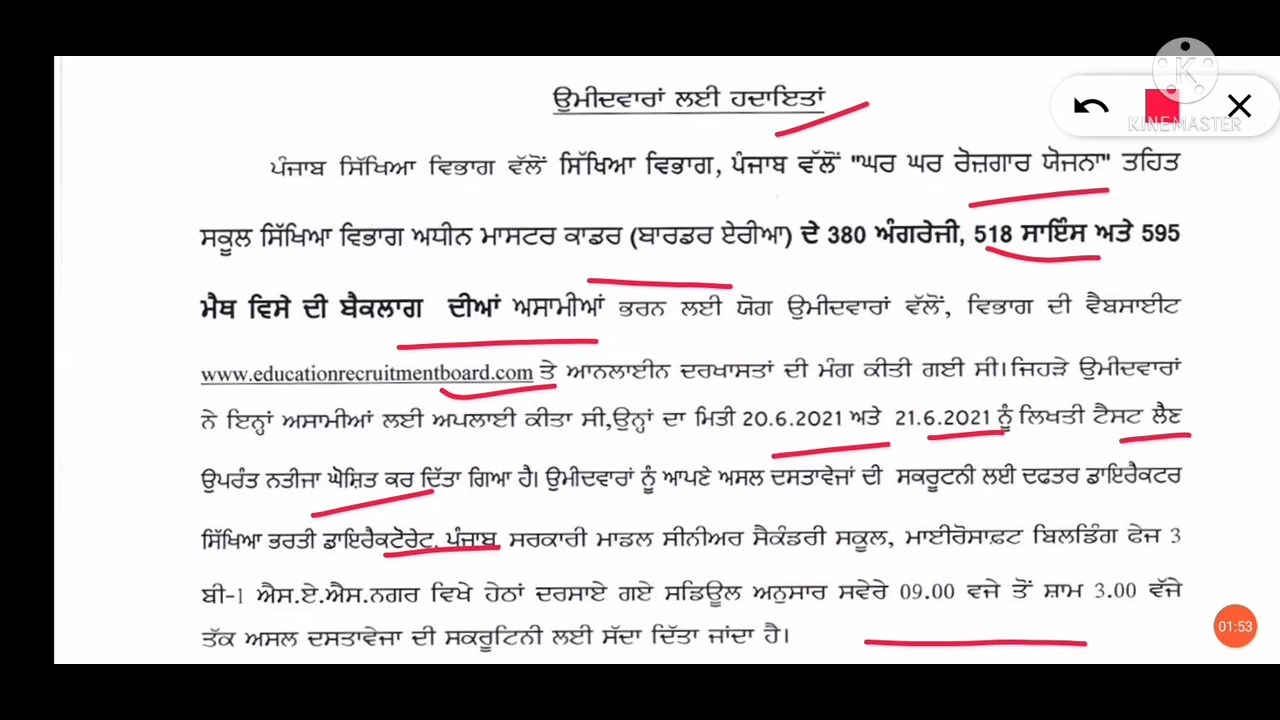 ਉਮੀਦਵਾਰਾਂ ਲਈ ਹਦਾਇਤਾਂ
KINEMASTER
ਪੰਜਾਬ ਸਿੱਖਿਆ ਵਿਭਾਗ ਵੱਲੋਂ ਸਿੱਖਿਆ ਵਿਭਾਗ, ਪੰਜਾਬ ਵੱਲੋਂ "ਘਰ ਘਰ ਰੋਜ਼ਗਾਰ ਯੋਜਨਾ" ਤਹਿਤ
ਸਕੂਲ ਸਿੱਖਿਆ ਵਿਭਾਗ ਅਧੀਨ ਮਾਸਟਰ ਕਾਡਰ (ਬਾਰਡਰ ਏਰੀਆ) ਦੇ 380 ਅੰਗਰੇਜੀ, 518 ਸਾਇੰਸ ਅਤੇ 595
ਮੈਥ ਵਿਸੇ ਦੀ ਬੈਕਲਾਗ ਦੀਆਂ ਅਸਾਮੀਆਂ ਭਰਨ ਲਈ ਯੋਗ ਉਮੀਦਵਾਰਾਂ ਵੱਲੋਂ, ਵਿਭਾਗ ਦੀ ਵੈਬਸਾਈਟ
www.educationrecruitmentboard.com ਤੇ ਆਨਲਾਈਨ ਦਰਖਾਸਤਾਂ ਦੀ ਮੰਗ ਕੀਤੀ ਗਈ ਸੀ।ਜਿਹੜੇ ਉਮੀਦਵਾਰਾਂ
ਨੇ ਇਨ੍ਹਾਂ ਅਸਾਮੀਆਂ ਲਈ ਅਪਲਾਈ ਕੀਤਾ ਸੀ,ਉਨ੍ਹਾਂ ਦਾ ਮਿਤੀ 20.6.2021 ਅਤੇ 21.6.2021 ਨੂੰ ਲਿਖਤੀ ਟੈਸਟ ਲੈਣ
ਉਪਰੰਤ ਨਤੀਜਾ ਘੋਸ਼ਿਤ ਕਰ ਦਿੱਤਾ ਗਿਆ ਹੈ। ਉਮੀਦਵਾਰਾਂ ਨੂੰ ਆਪਣੇ ਅਸਲ ਦਸਤਾਵੇਜਾਂ ਦੀ ਸਕਰੂਟਨੀ ਲਈ ਦਫਤਰ ਡਾਇਰੈਕਟਰ
ਸਿੱਖਿਆ ਭਰਤੀ ਡਾਇਰੈਕਟੋਰੇਟ, ਪੰਜਾਬ ਸਰਕਾਰੀ ਮਾਡਲ ਸੀਨੀਅਰ ਸੈਕੰਡਰੀ ਸਕੂਲ, ਮਾਈਰੋਸਾਫ਼ਟ ਬਿਲਡਿੰਗ ਫੇਜ 3
ਬੀ-1 ਐਸ.ਏ.ਐਸ.ਨਗਰ ਵਿਖੇ ਹੇਠਾਂ ਦਰਸਾਏ ਗਏ ਸਡਿਊਲ ਅਨੁਸਾਰ ਸਵੇਰੇ 09.00 ਵਜੇ ਤੋਂ ਸ਼ਾਮ 3.00 ਵੱਜੇ
ਤੱਕ ਅਸਲ ਦਸਤਾਵੇਜਾ ਦੀ ਸਕਰੂਟਿਨੀ ਲਈ ਸੱਦਾ ਦਿੱਤਾ ਜਾਂਦਾ ਹੈ।
01:53